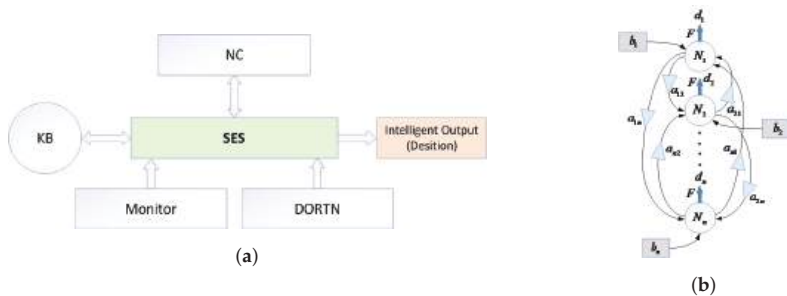 NC
KB
SES
Intelligent Output
(Desition)
Monitor
DORTN
(a)
d₁
F
b₁
N₁
a₁₂
F
d₂
a₂₁
a₁ₙ
N₂
b₂
aₙ₂
aₙ₁
dₙ
F
a₂ₙ
Nₙ
bₙ
(b)